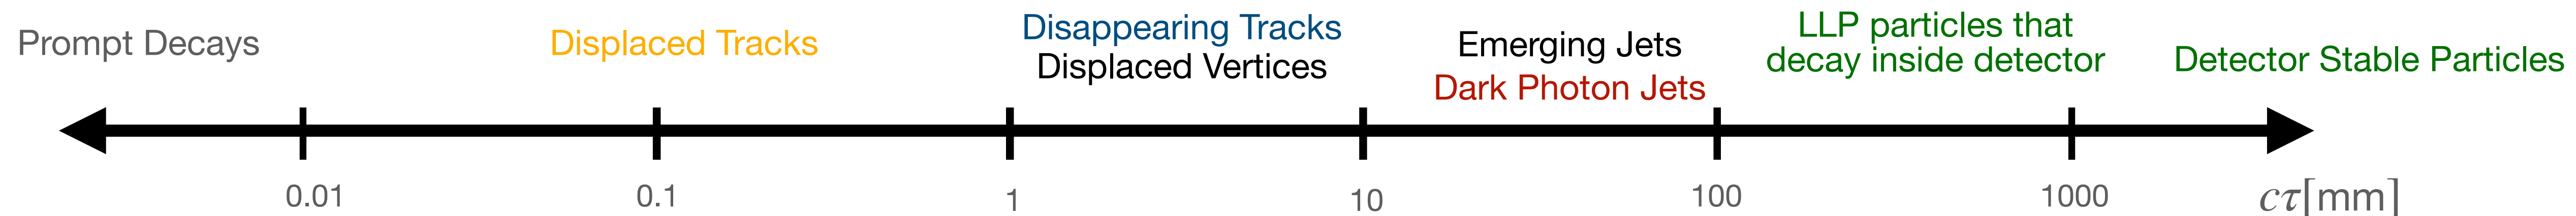 Prompt Decays
Displaced Tracks
Disappearing Tracks
Displaced Vertices
Emerging Jets
Dark Photon Jets
LLP particles that
decay inside detector
Detector Stable Particles
0.01
0.1
1
10
100
1000
cτ[mm]